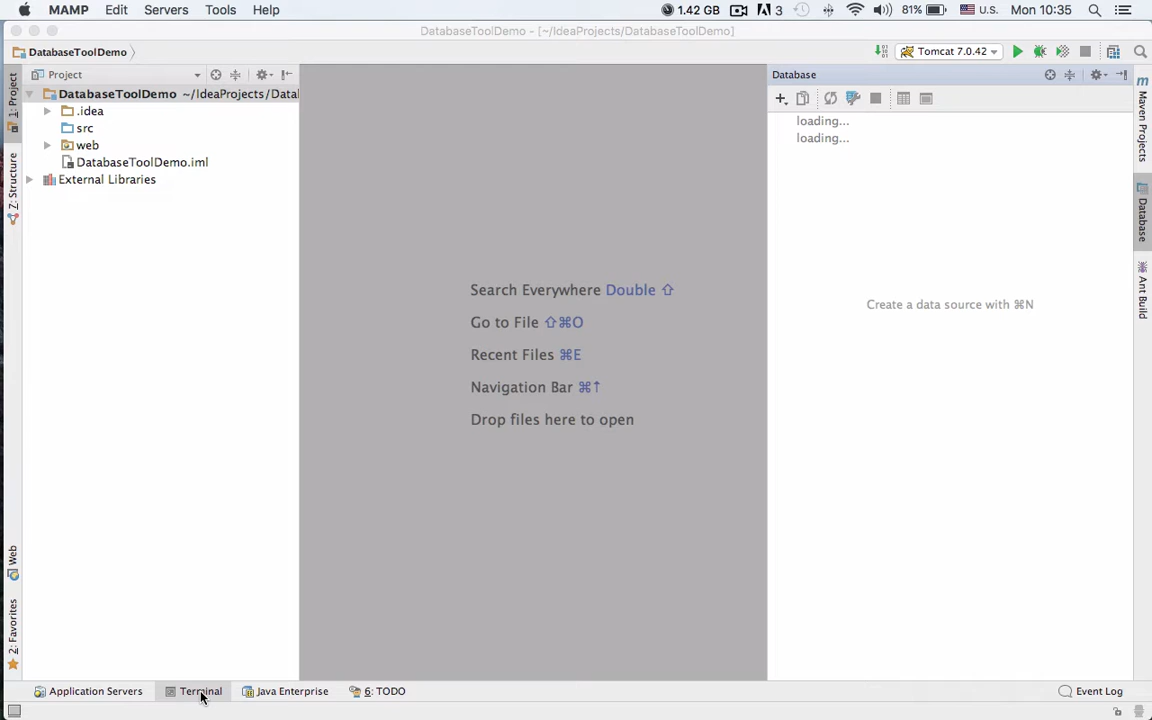 MAMP Edit Servers Tools Help 1.42 GB 3 81% U.S. Mon 10:35
DatabaseToolDemo - [~/IdeaProjects/DatabaseToolDemo]
DatabaseToolDemo Tomcat 7.0.42
1: Project
Z: Structure
Web
2: Favorites
Project
DatabaseToolDemo ~/IdeaProjects/Data
.idea
src
web
DatabaseToolDemo.iml
External Libraries
Search Everywhere Double ⇧
Go to File ⇧⌘O
Recent Files ⌘E
Navigation Bar ⌘↑
Drop files here to open
Database
loading...
loading...
Create a data source with ⌘N
Maven Projects
Database
Ant Build
Application Servers Terminal Java Enterprise 6: TODO Event Log